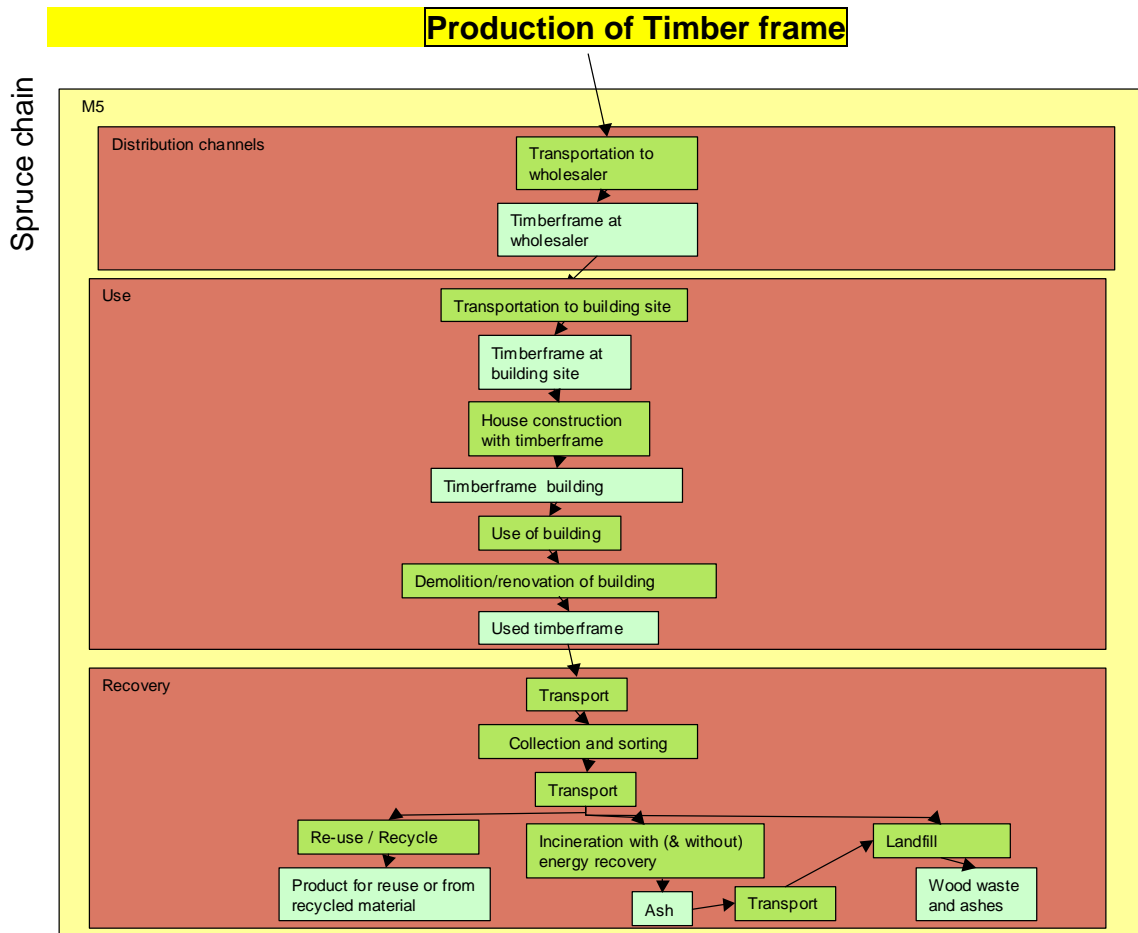 Production of Timber frame
Spruce chain
M5
Distribution channels
Transportation to
wholesaler
Timberframe at
wholesaler
Use
Transportation to building site
Timberframe at
building site
House construction
with timberframe
Timberframe  building
Use of building
Demolition/renovation of building
Used timberframe
Recovery
Transport
Collection and sorting
Transport
Re-use / Recycle
Incineration with (& without)
energy recovery
Landfill
Product for reuse or from
recycled material
Ash
Transport
Wood waste
and ashes